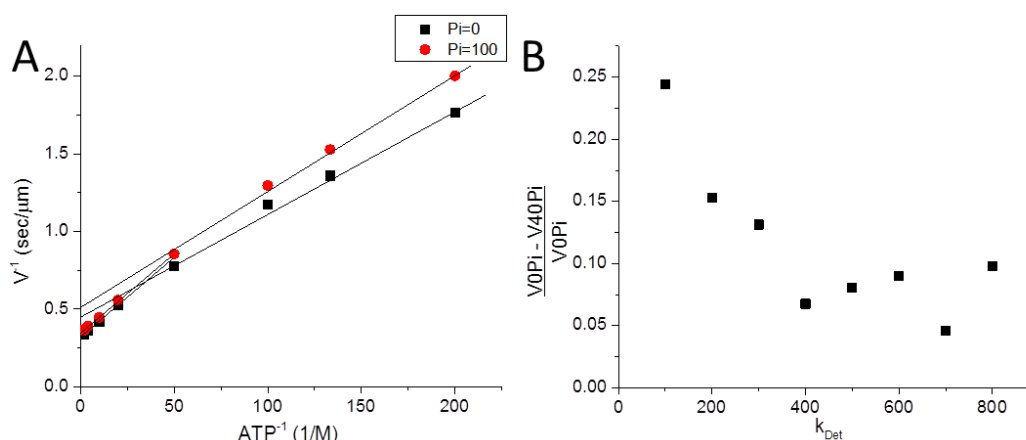 A
Pi=0
Pi=100
2.0
1.5
1.0
0.5
0.0
V⁻¹ (sec/μm)
0
50
100
150
200
ATP⁻¹ (1/M)
B
0.25
0.20
0.15
0.10
0.05
0.00
V0Pi - V40Pi
V0Pi
0
200
400
600
800
k_Det